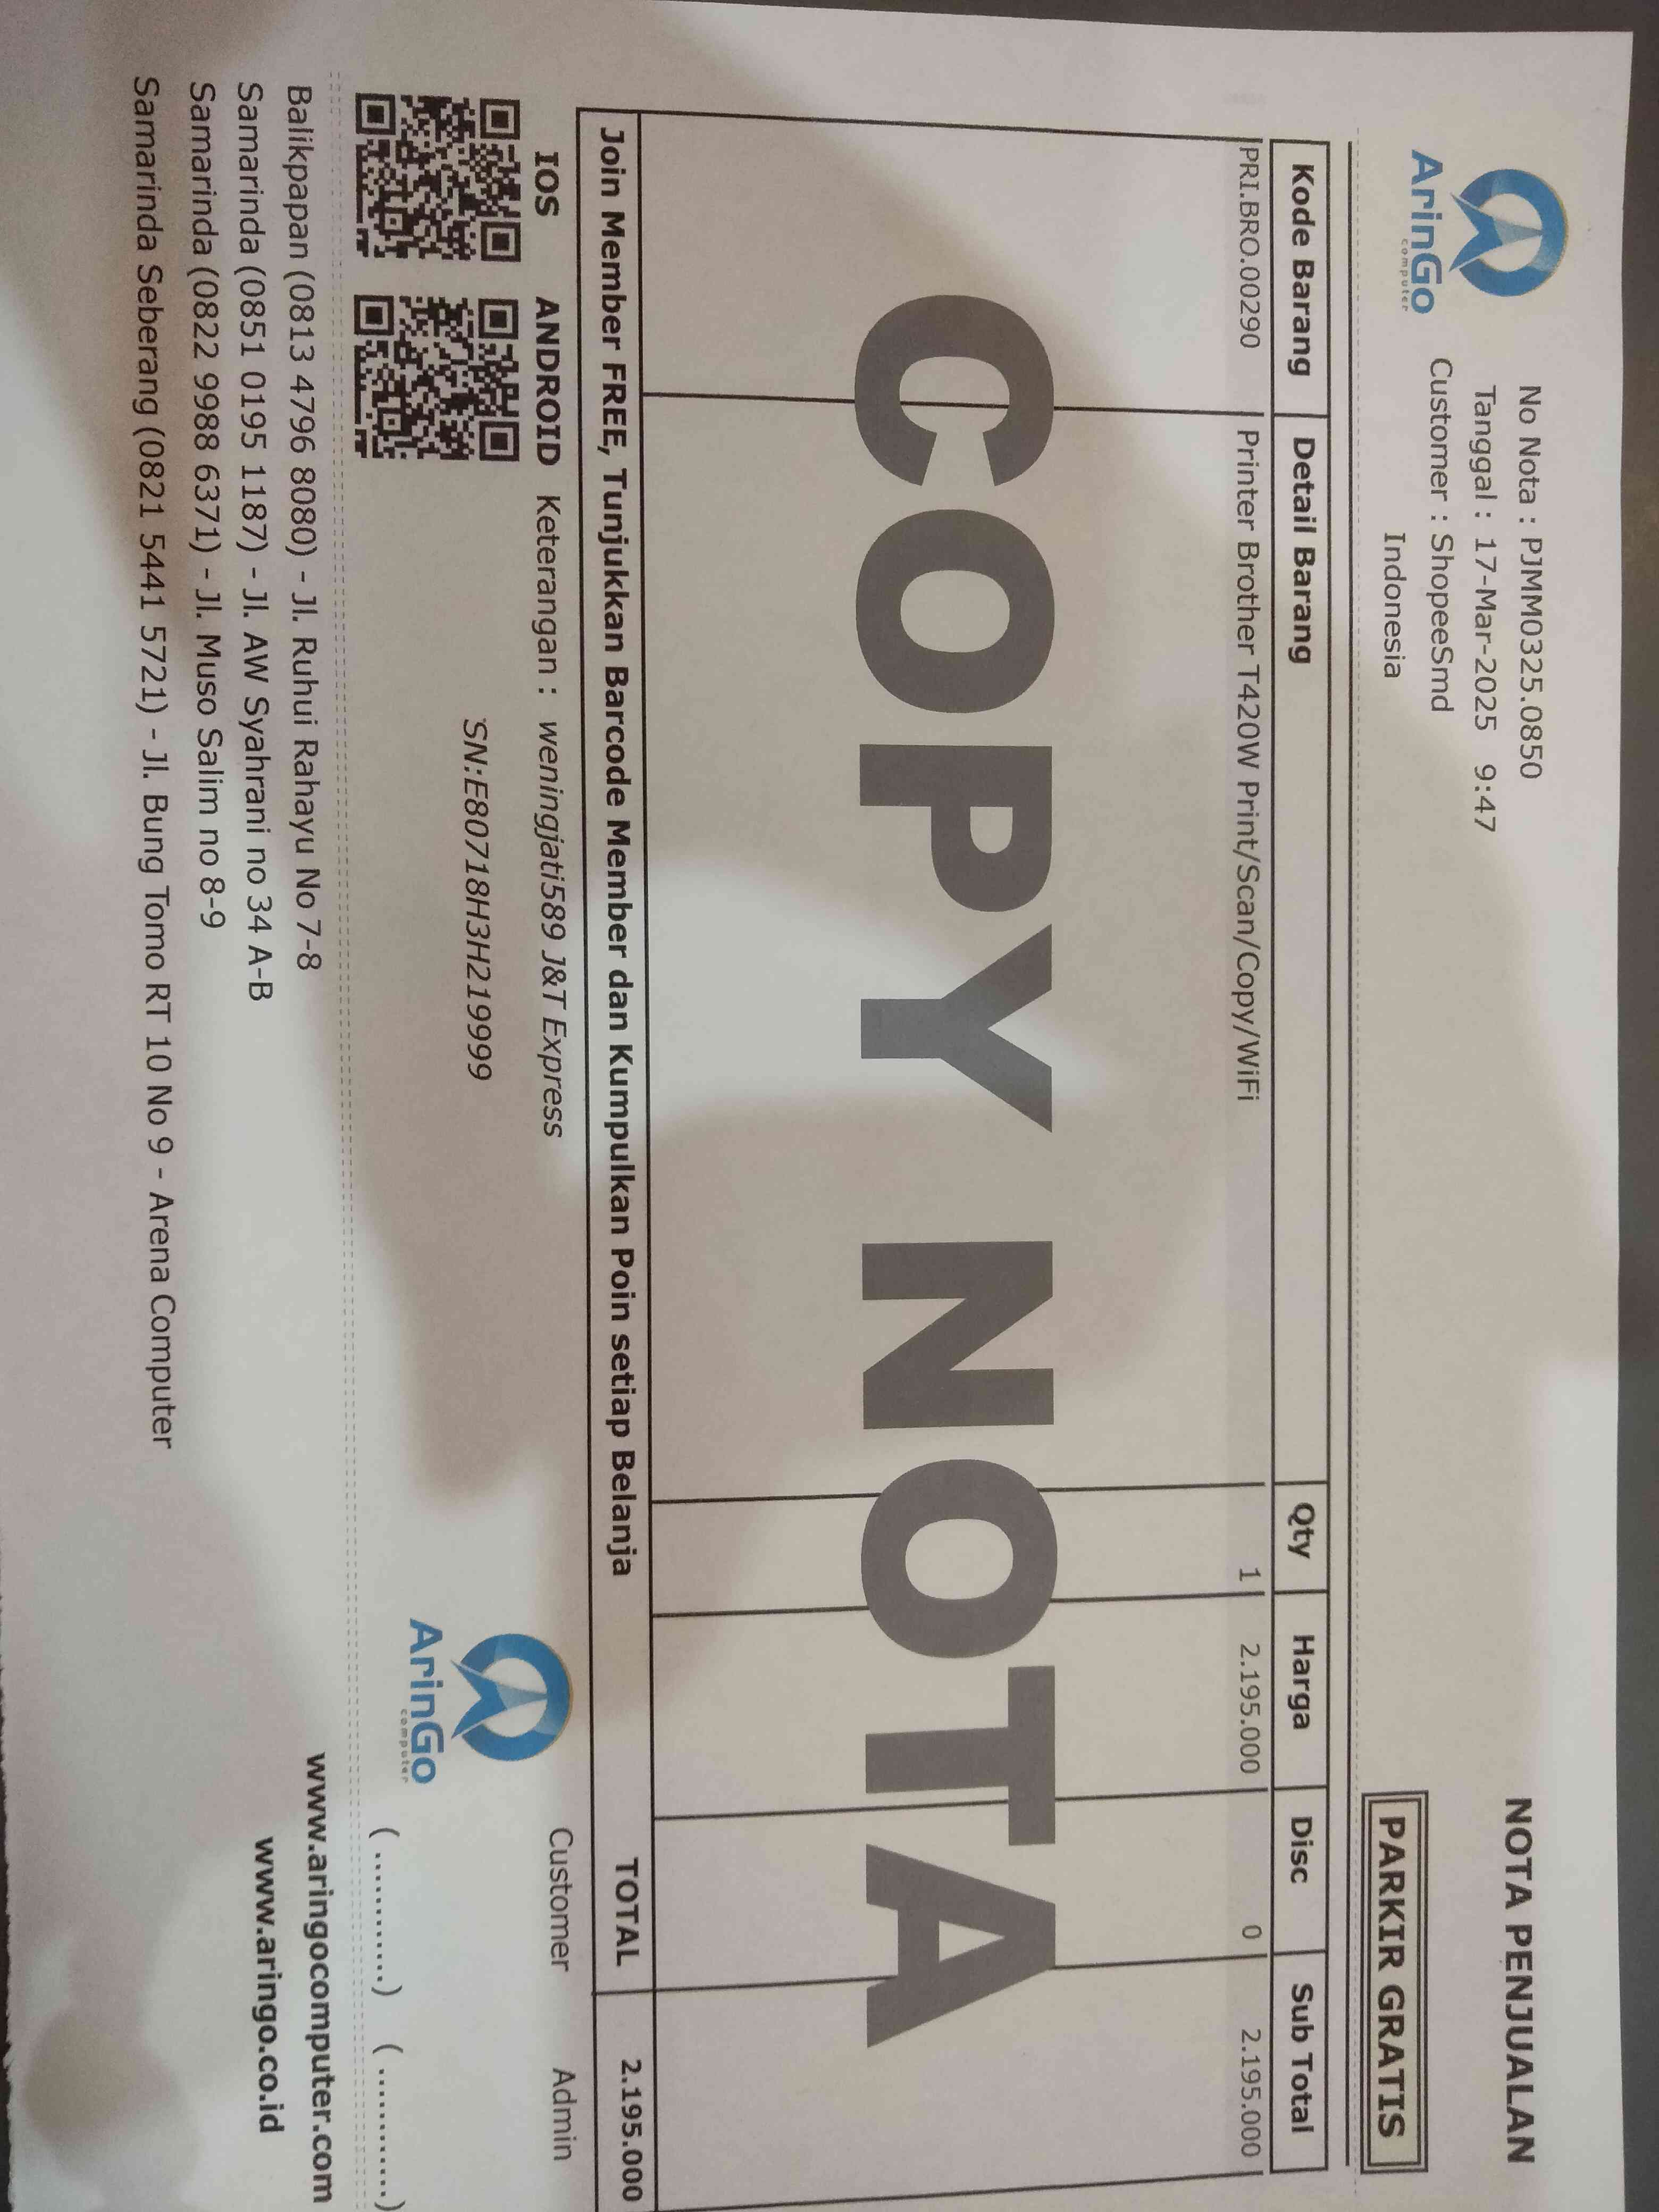 ArinGo
computer
No Nota : PJMM0325.0850
Tanggal : 17-Mar-2025 9:47
Customer : ShopeeSmd
Indonesia
NOTA PENJUALAN
PARKIR GRATIS
Kode Barang Detail Barang Qty Harga Disc Sub Total
PRI.BRO.00290 Printer Brother T420W Print/Scan/Copy/WiFi 1 2.195.000 0 2.195.000
COPY NOTA
Join Member FREE, Tunjukkan Barcode Member dan Kumpulkan Poin setiap Belanja TOTAL 2.195.000
IOS ANDROID Keterangan : weningjati589 J&T Express
SN:E80718H3H219999
ArinGo
computer
Customer Admin
(..........) (..........)
Balikpapan (0813 4796 8080) - Jl. Ruhui Rahayu No 7-8
Samarinda (0851 0195 1187) - Jl. AW Syahrani no 34 A-B
Samarinda (0822 9988 6371) - Jl. Muso Salim no 8-9
Samarinda Seberang (0821 5441 5721) - Jl. Bung Tomo RT 10 No 9 - Arena Computer
www.aringocomputer.com
www.aringo.co.id